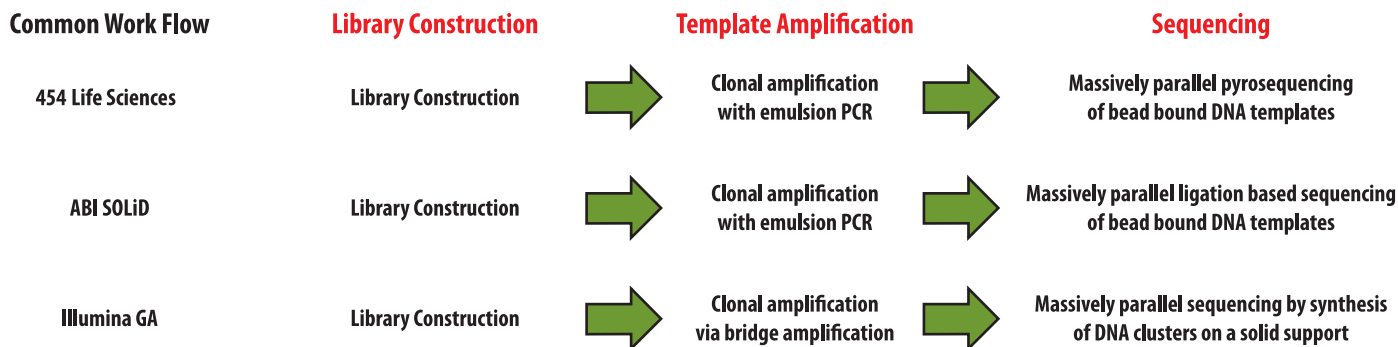 Common Work Flow
Library Construction
Template Amplification
Sequencing
454 Life Sciences
Library Construction
Clonal amplification
with emulsion PCR
Massively parallel pyrosequencing
of bead bound DNA templates
ABI SOLiD
Library Construction
Clonal amplification
with emulsion PCR
Massively parallel ligation based sequencing
of bead bound DNA templates
Illumina GA
Library Construction
Clonal amplification
via bridge amplification
Massively parallel sequencing by synthesis
of DNA clusters on a solid support